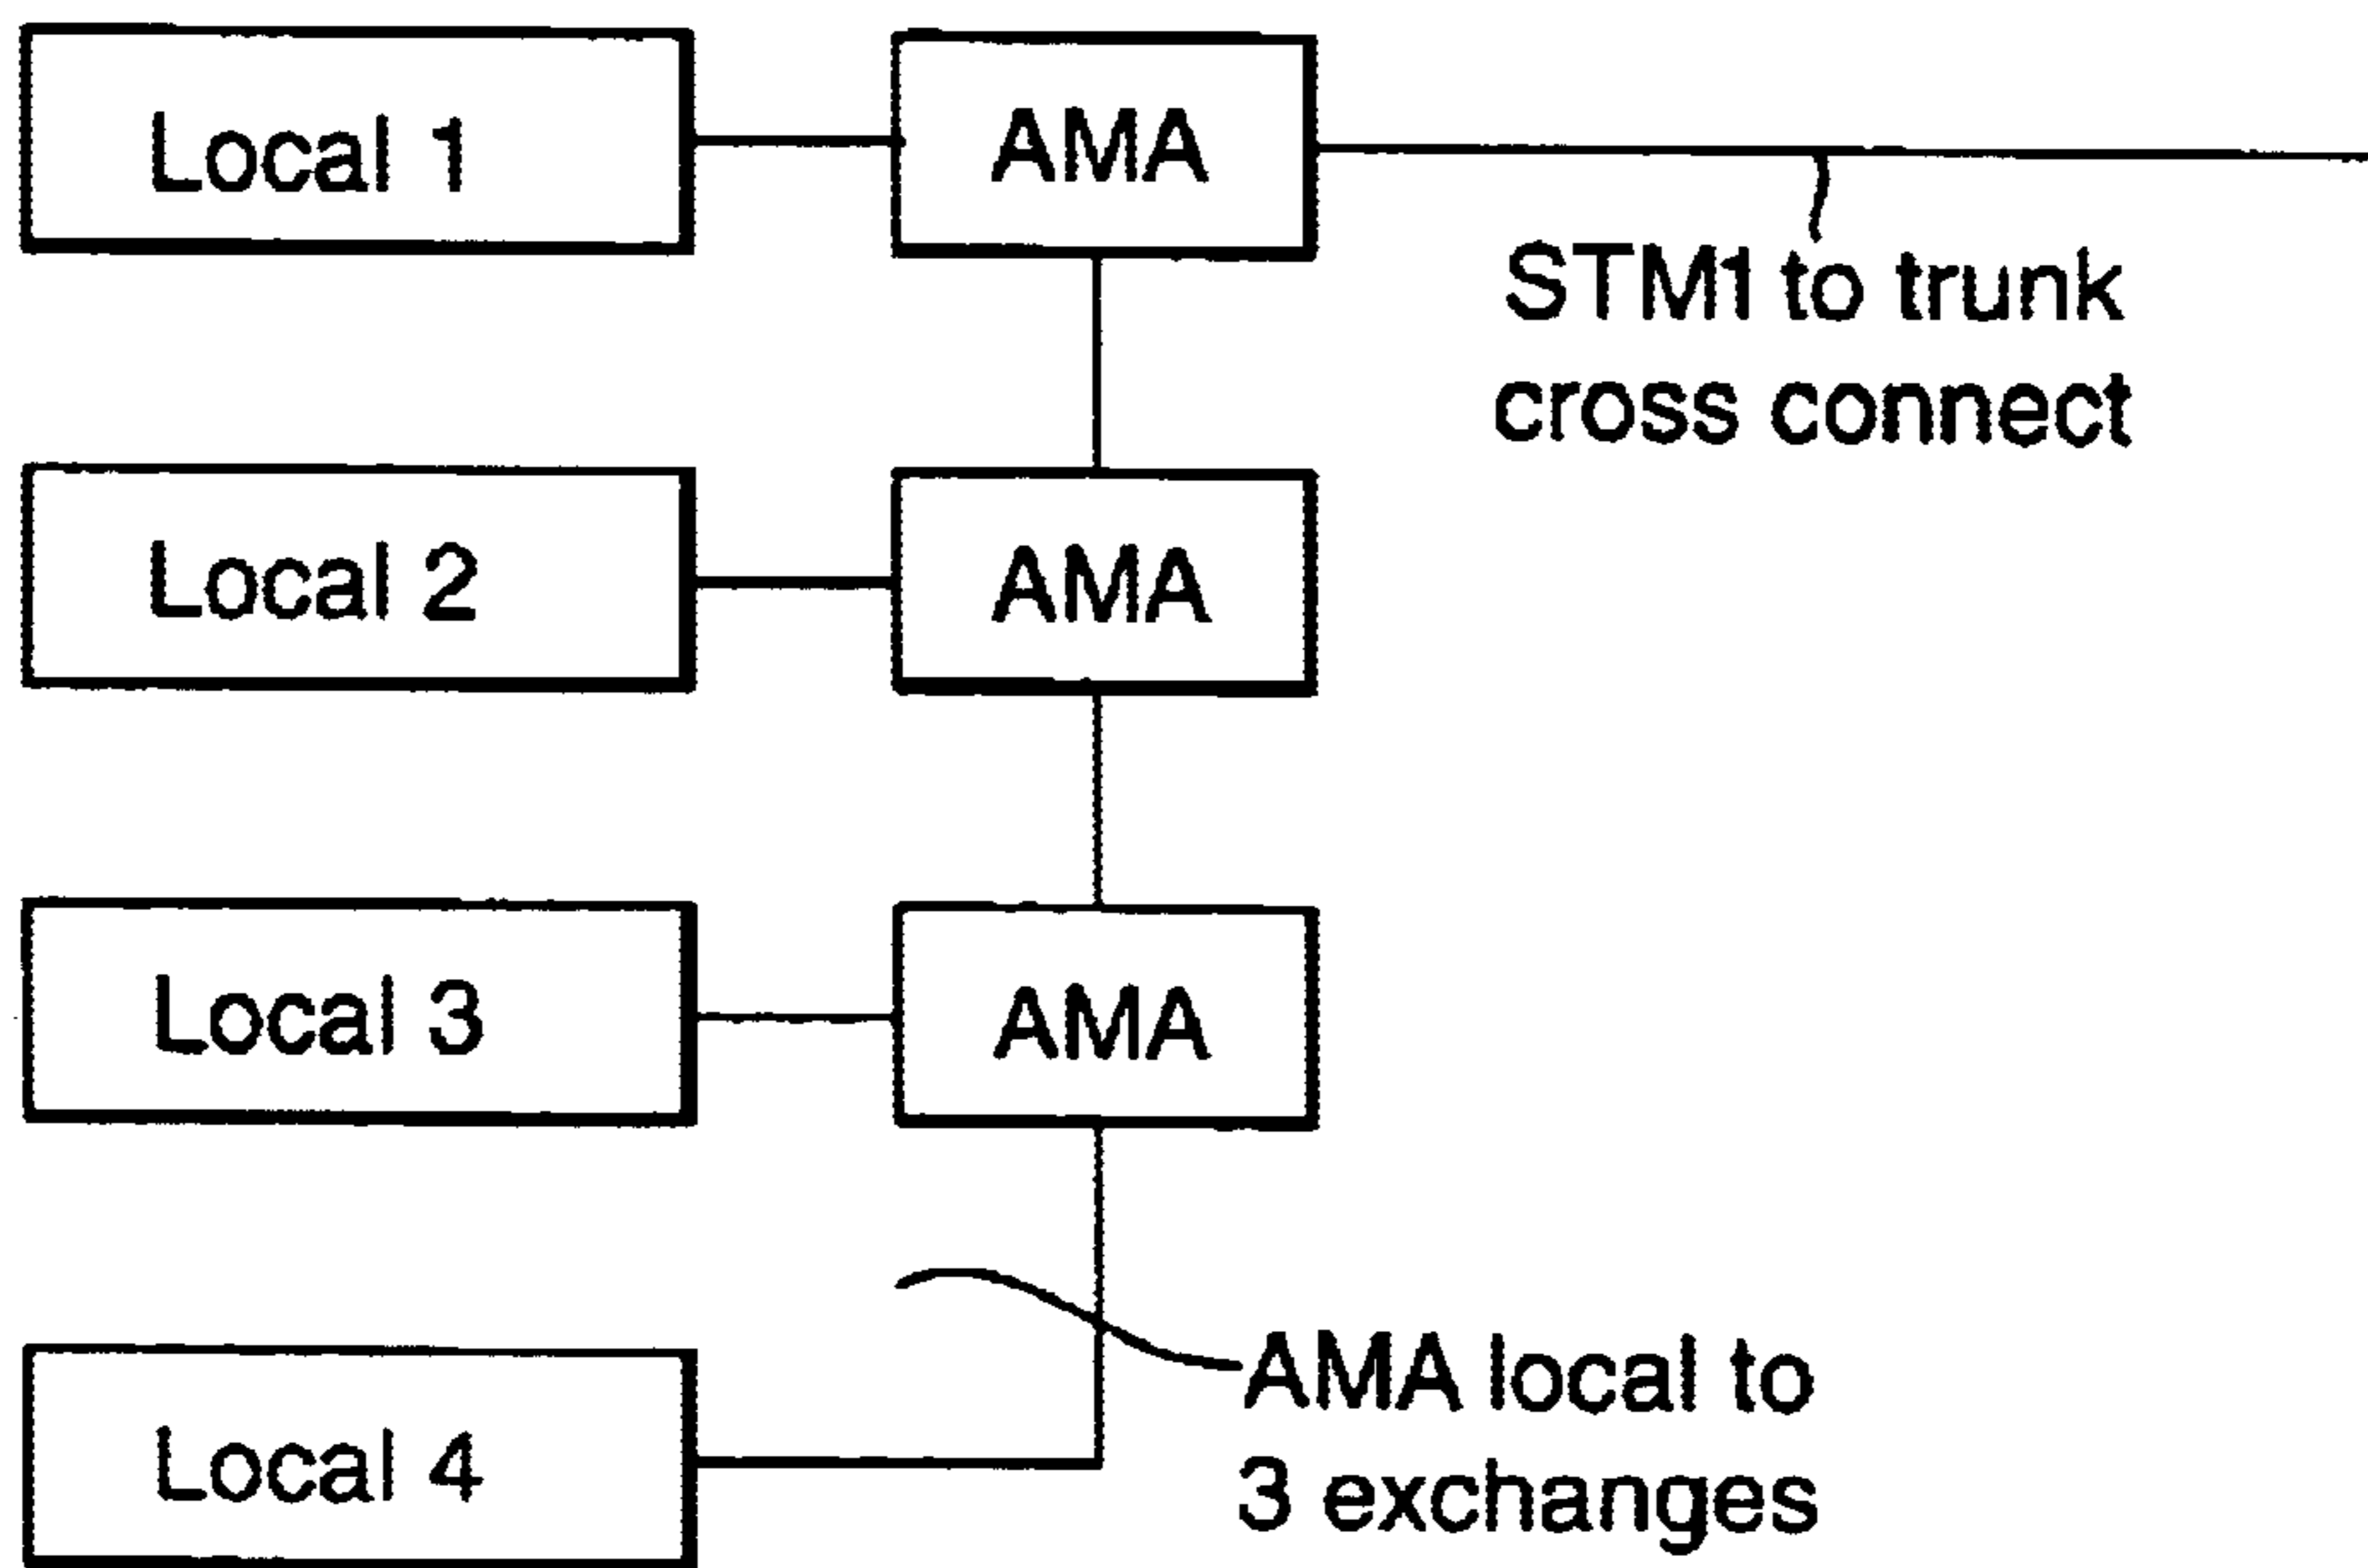 Local 1
AMA
STM1 to trunk
cross connect
Local 2
AMA
Local 3
AMA
Local 4
AMA local to
3 exchanges